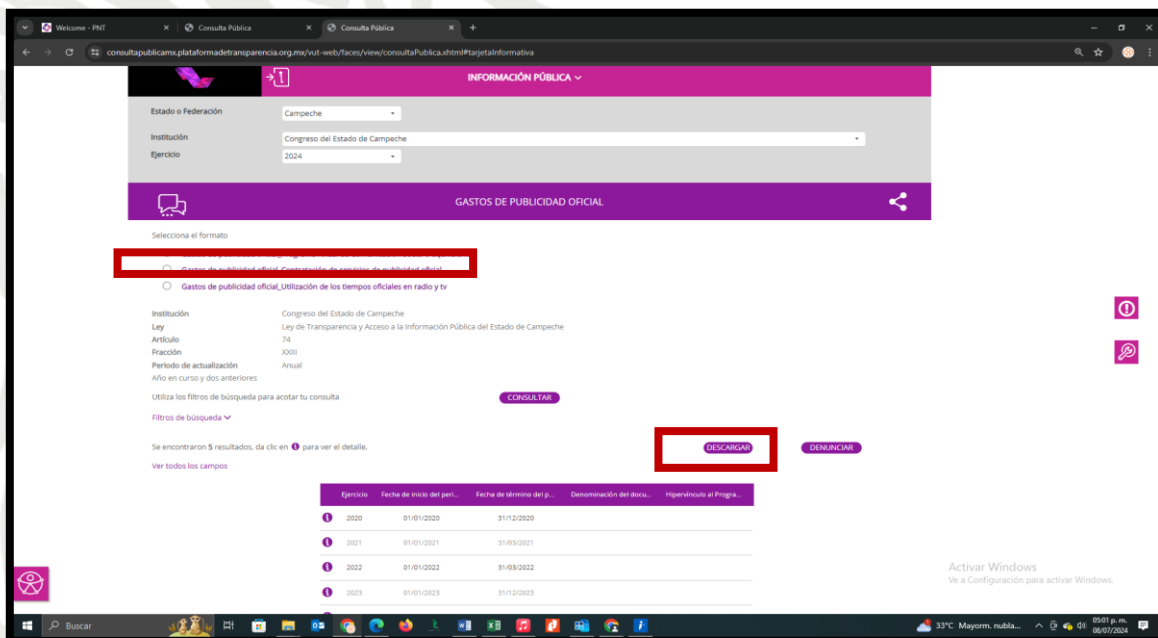 Welcome - PNT
Consulta Pública
Consulta Pública
consultapublicamx.plataformadetransparencia.org.mx/vut-web/faces/view/consultaPublica.xhtml#tarjetaInformativa
INFORMACIÓN PÚBLICA
Estado o Federación
Campeche
Institución
Congreso del Estado de Campeche
Ejercicio
2024
GASTOS DE PUBLICIDAD OFICIAL
Selecciona el formato
Gastos de publicidad oficial_Contratación de servicios de publicidad oficial
Gastos de publicidad oficial_Utilización de los tiempos oficiales en radio y tv
Institución Congreso del Estado de Campeche
Ley Ley de Transparencia y Acceso a la Información Pública del Estado de Campeche
Artículo 74
Fracción XXIII
Periodo de actualización Anual
Año en curso y dos anteriores
Utiliza los filtros de búsqueda para acotar tu consulta CONSULTAR
Filtros de búsqueda
Se encontraron 5 resultados, da clic en i para ver el detalle. DESCARGAR DENUNCIAR
Ver todos los campos
Ejercicio Fecha de inicio del peri... Fecha de término del p... Denominación del docu... Hipervínculo al Progra...
2020 01/01/2020 31/12/2020
2021 01/01/2021 31/03/2021
2022 01/01/2022 31/03/2022
2023 01/01/2023 31/12/2023
Activar Windows
Ve a Configuración para activar Windows.
Buscar
33°C Mayorm. nubla...
05:01 p. m.
08/07/2024